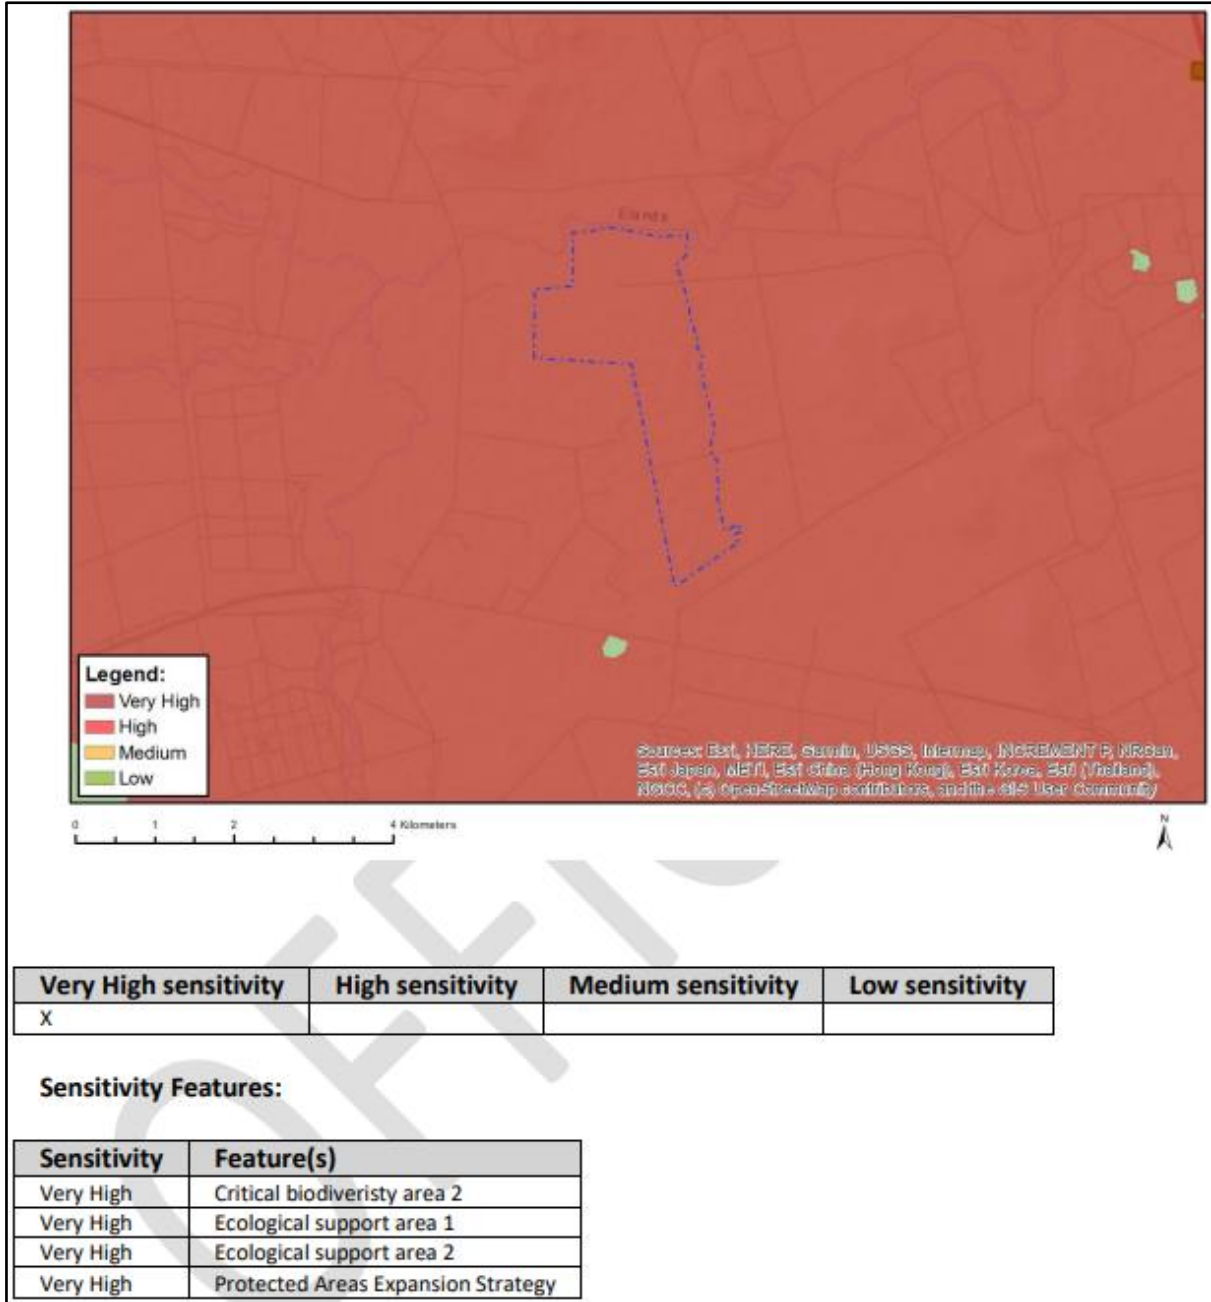 Elands
Legend:
Very High
High
Medium
Low
Sources: Esri, HERE, Garmin, USGS, Intermap, INCREMENT P, NRCan,
Esri Japan, METI, Esri China (Hong Kong), Esri Korea, Esri (Thailand),
NGCC, (c) OpenStreetMap contributors, and the GIS User Community
0 1 2 4 Kilometers
N
Very High sensitivity High sensitivity Medium sensitivity Low sensitivity
X
Sensitivity Features:
Sensitivity Feature(s)
Very High Critical biodiveristy area 2
Very High Ecological support area 1
Very High Ecological support area 2
Very High Protected Areas Expansion Strategy